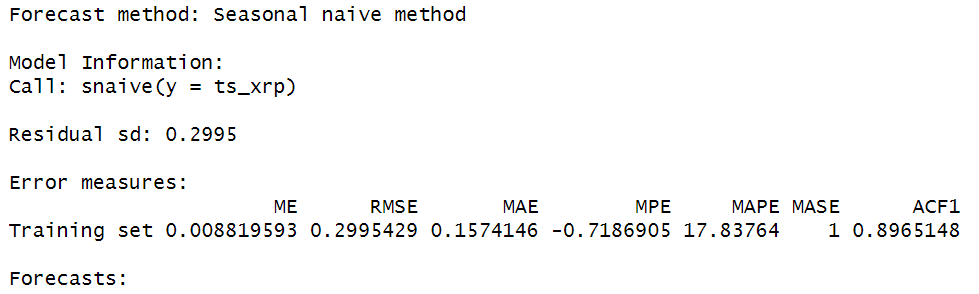 Forecast method: Seasonal naive method
Model Information:
Call: snaive(y = ts_xrp)
Residual sd: 0.2995
Error measures:
ME RMSE MAE MPE MAPE MASE ACF1
Training set 0.008819593 0.2995429 0.1574146 -0.7186905 17.83764 1 0.8965148
Forecasts: